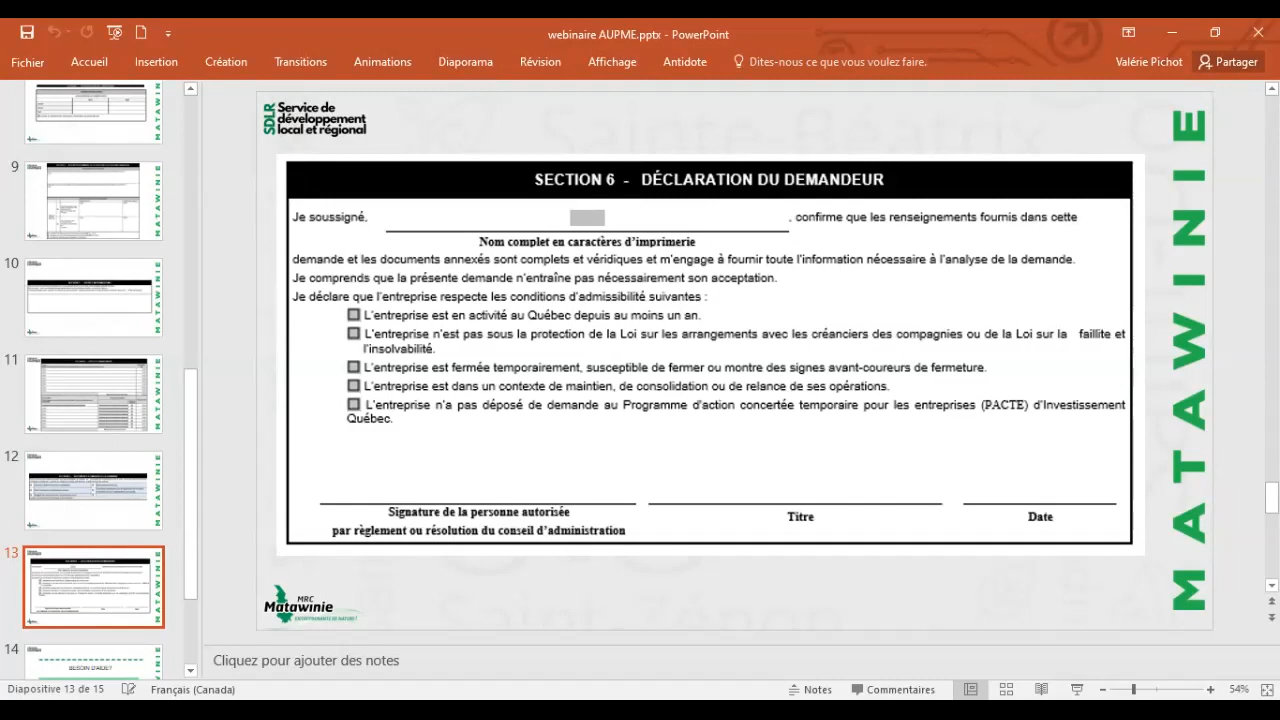 webinaire AUPME.pptx - PowerPoint
Fichier Accueil Insertion Création Transitions Animations Diaporama Révision Affichage Antidote Dites-nous ce que vous voulez faire. Valérie Pichot Partager
SDLR Service de
développement
local et régional
MATAWINIE
SECTION 6 - DÉCLARATION DU DEMANDEUR
Je soussigné, , confirme que les renseignements fournis dans cette
Nom complet en caractères d'imprimerie
demande et les documents annexés sont complets et véridiques et m'engage à fournir toute l'information nécessaire à l'analyse de la demande.
Je comprends que la présente demande n'entraîne pas nécessairement son acceptation.
Je déclare que l'entreprise respecte les conditions d'admissibilité suivantes :
L'entreprise est en activité au Québec depuis au moins un an.
L'entreprise n'est pas sous la protection de la Loi sur les arrangements avec les créanciers des compagnies ou de la Loi sur la faillite et
l'insolvabilité.
L'entreprise est fermée temporairement, susceptible de fermer ou montre des signes avant-coureurs de fermeture.
L'entreprise est dans un contexte de maintien, de consolidation ou de relance de ses opérations.
L'entreprise n'a pas déposé de demande au Programme d'action concertée temporaire pour les entreprises (PACTE) d'Investissement
Québec.
Signature de la personne autorisée
par règlement ou résolution du conseil d'administration
Titre
Date
MRC
Matawinie
9
10
11
12
13
14
BESOIN D'AIDE?
Cliquez pour ajouter des notes
Diapositive 13 de 15 Français (Canada) Notes Commentaires 54%